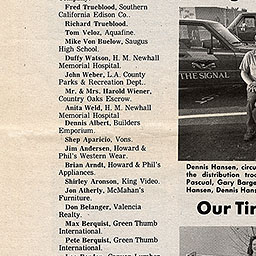 Fred Trueblood, Southern
California Edison Co..
Richard Trueblood.
Tom Veloz, Aquafine.
Mike Von Buelow, Saugus
High School.
Duffy Watson, H. M. Newhall
Memorial Hospital.
John Weber, L.A. County
Parks & Recreation Dept.
Mr. & Mrs. Harold Wiener,
Country Oaks Escrow.
Anita Weld, H. M. Newhall
Memorial Hospital
Dennis Albert, Builders
Emporium.
Shep Aparicio, Vons.
Jim Andersen, Howard &
Phil's Western Wear.
Brian Arndt, Howard & Phil's
Appliances.
Shirley Aronson, King Video.
Jon Atherly, McMahan's
Furniture.
Don Belanger, Valencia
Realty.
Max Berquist, Green Thumb
International.
Pete Berquist, Green Thumb
International.
THE SIGNAL
Dennis Hansen, circu
the distribution troo
Pascual, Gary Barge
Hansen, Dennis Hans
Our Tir